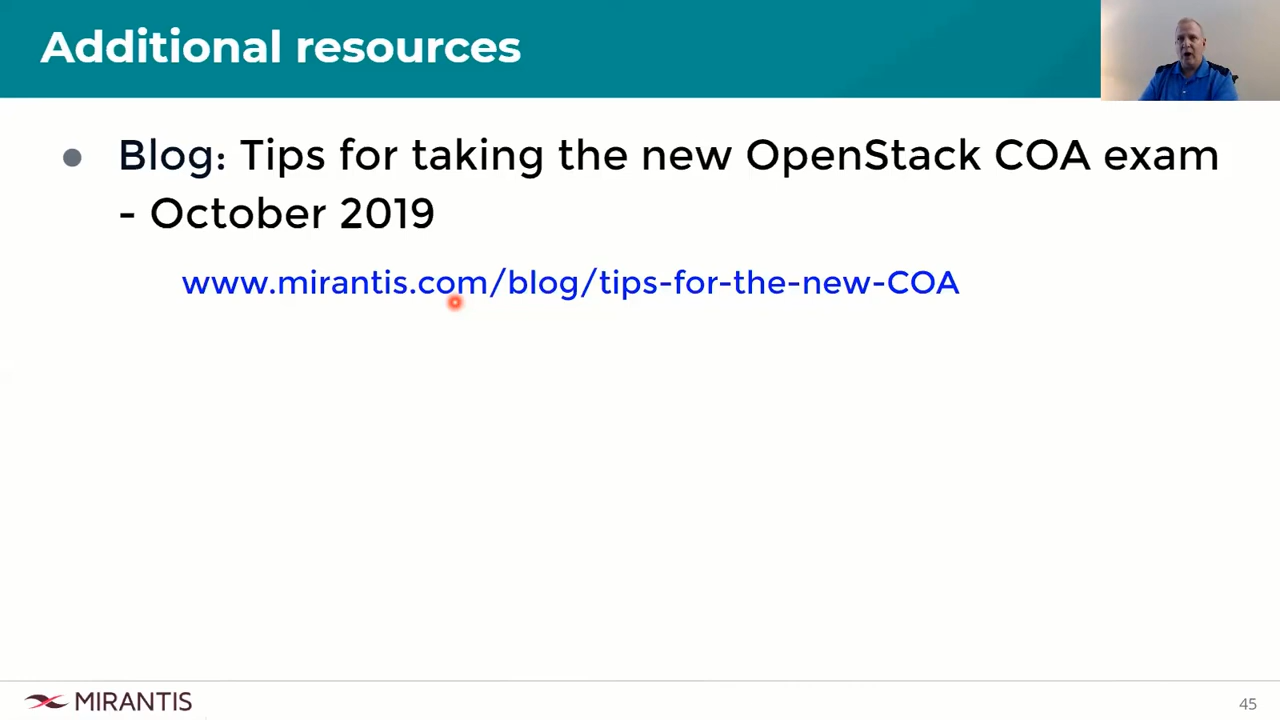 Additional resources
● Blog: Tips for taking the new OpenStack COA exam
- October 2019
www.mirantis.com/blog/tips-for-the-new-COA
MIRANTIS
45